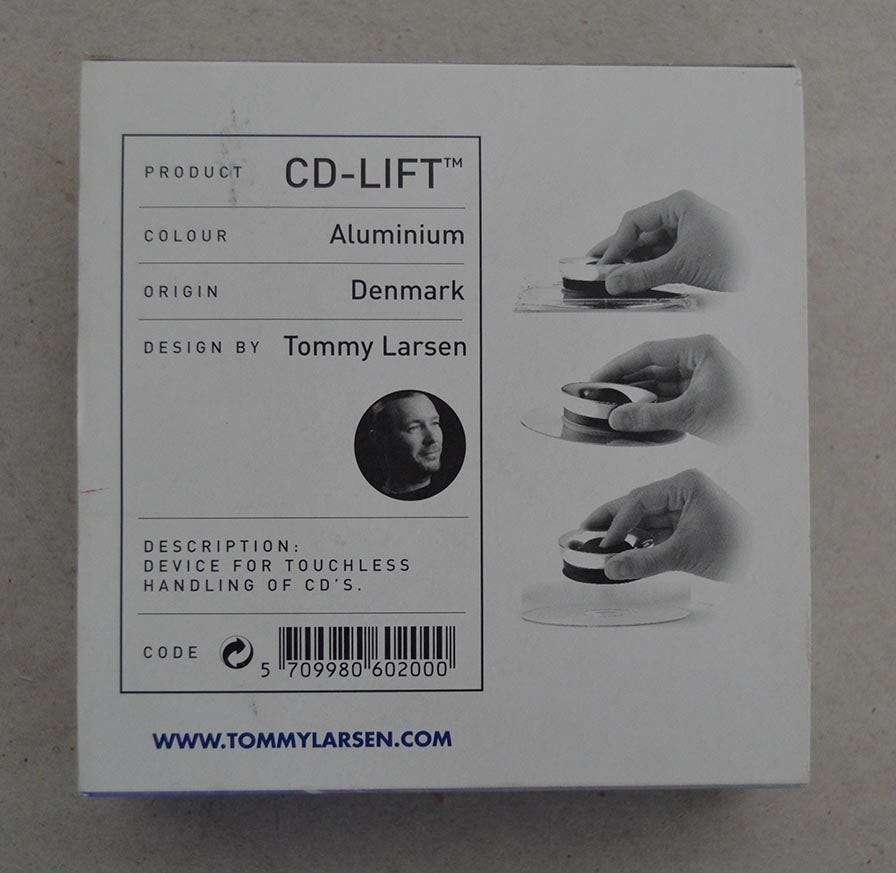 PRODUCT CD-LIFT™
COLOUR Aluminium
ORIGIN Denmark
DESIGN BY Tommy Larsen
DESCRIPTION:
DEVICE FOR TOUCHLESS
HANDLING OF CD'S.
CODE
5 709980 602000
WWW.TOMMYLARSEN.COM